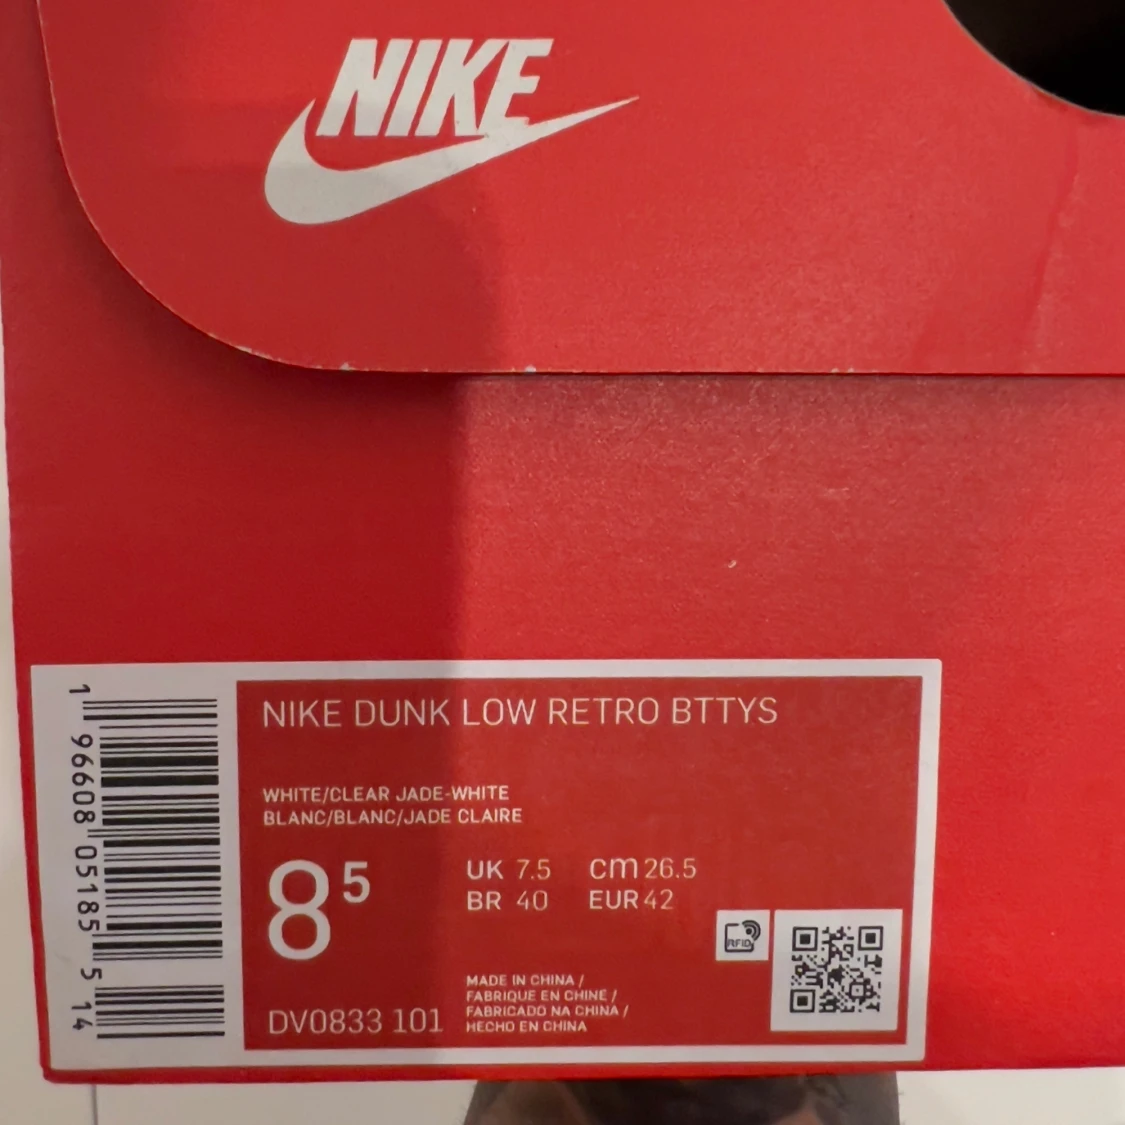 NIKE
NIKE DUNK LOW RETRO BTTYS
WHITE/CLEAR JADE-WHITE
BLANC/BLANC/JADE CLAIRE
8 5
UK 7.5 cm 26.5
BR 40 EUR 42
RFID
MADE IN CHINA /
FABRIQUE EN CHINE /
FABRICADO NA CHINA /
HECHO EN CHINA
DV0833 101
1 96608 05185 5 14